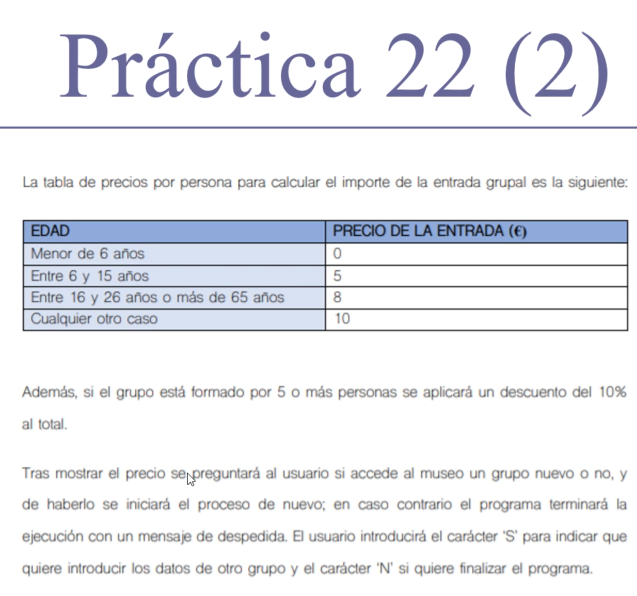 Práctica 22 (2)
La tabla de precios por persona para calcular el importe de la entrada grupal es la siguiente:
EDAD PRECIO DE LA ENTRADA (€)
Menor de 6 años 0
Entre 6 y 15 años 5
Entre 16 y 26 años o más de 65 años 8
Cualquier otro caso 10
Además, si el grupo está formado por 5 o más personas se aplicará un descuento del 10%
al total.
Tras mostrar el precio se preguntará al usuario si accede al museo un grupo nuevo o no, y
de haberlo se iniciará el proceso de nuevo; en caso contrario el programa terminará la
ejecución con un mensaje de despedida. El usuario introducirá el carácter 'S' para indicar que
quiere introducir los datos de otro grupo y el carácter 'N' si quiere finalizar el programa.